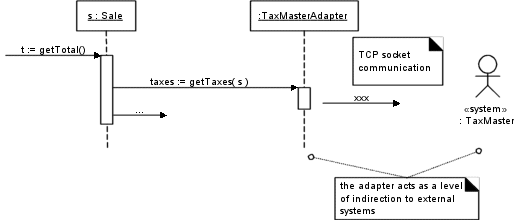 s : Sale
:TaxMasterAdapter
t := getTotal()
TCP socket
communication
taxes := getTaxes( s )
xxx
...
«system»
: TaxMaster
the adapter acts as a level
of indirection to external
systems